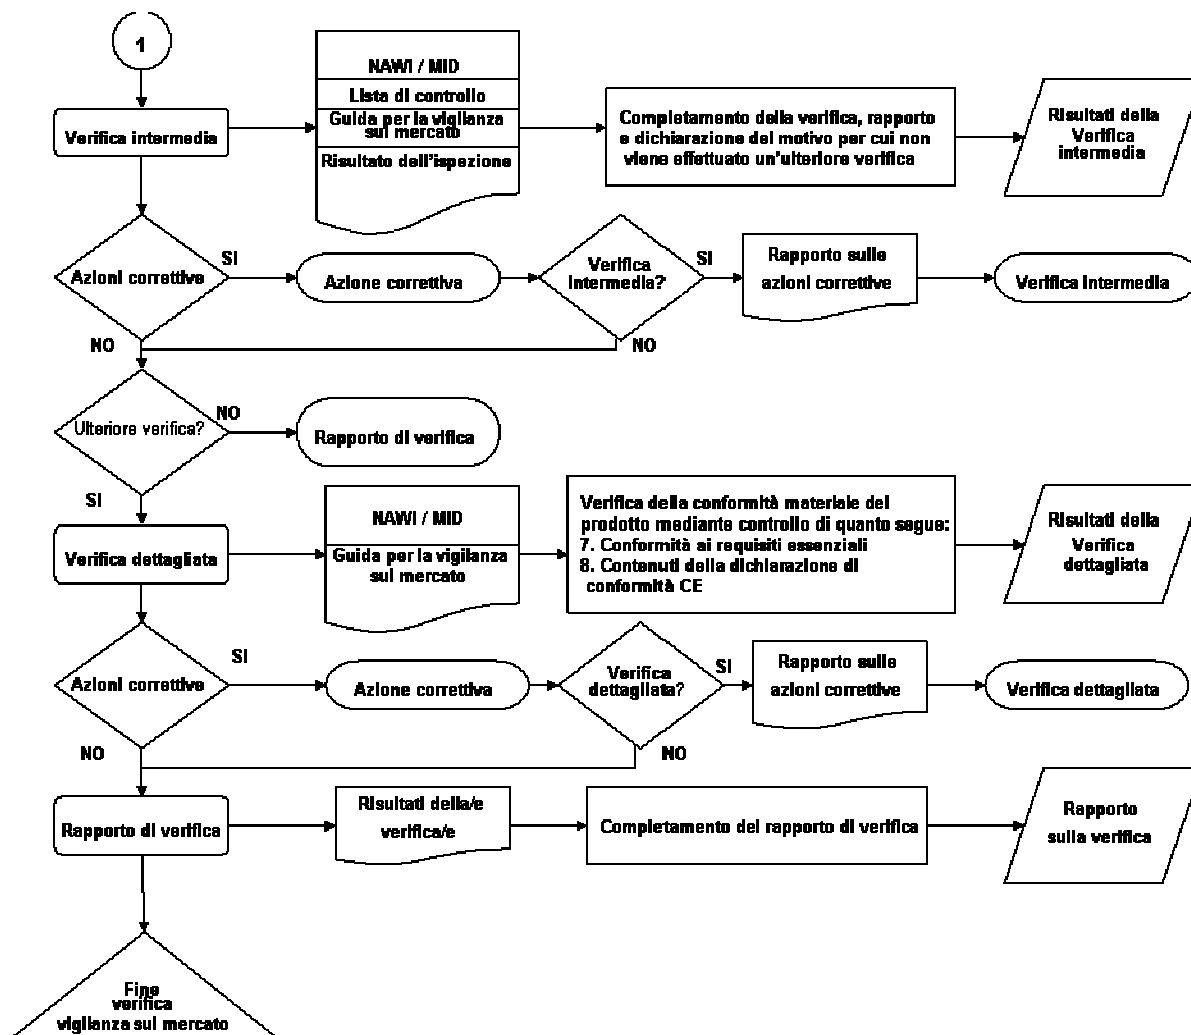 1
Verifica intermedia
NAWI / MID
Lista di controllo
Guida per la vigilanza
sul mercato
Risultato dell'ispezione
Completamento della verifica, rapporto
e dichiarazione del motivo per cui non
viene effettuato un'ulteriore verifica
Risultati della
Verifica
intermedia
Azioni correttive
SI
Azione correttiva
Verifica
intermedia?
SI
Rapporto sulle
azioni correttive
Verifica intermedia
NO
NO
Ulteriore verifica?
NO
Rapporto di verifica
SI
Verifica dettagliata
NAWI / MID
Guida per la vigilanza
sul mercato
Verifica della conformità materiale del
prodotto mediante controllo di quanto segue:
7. Conformità ai requisiti essenziali
8. Contenuti della dichiarazione di
conformità CE
Risultati della
Verifica
dettagliata
Azioni correttive
SI
Azione correttiva
Verifica
dettagliata?
SI
Rapporto sulle
azioni correttive
Verifica dettagliata
NO
NO
Rapporto di verifica
Risultati della/e
verifica/e
Completamento del rapporto di verifica
Rapporto
sulla verifica
Fine
verifica
vigilanza sul mercato